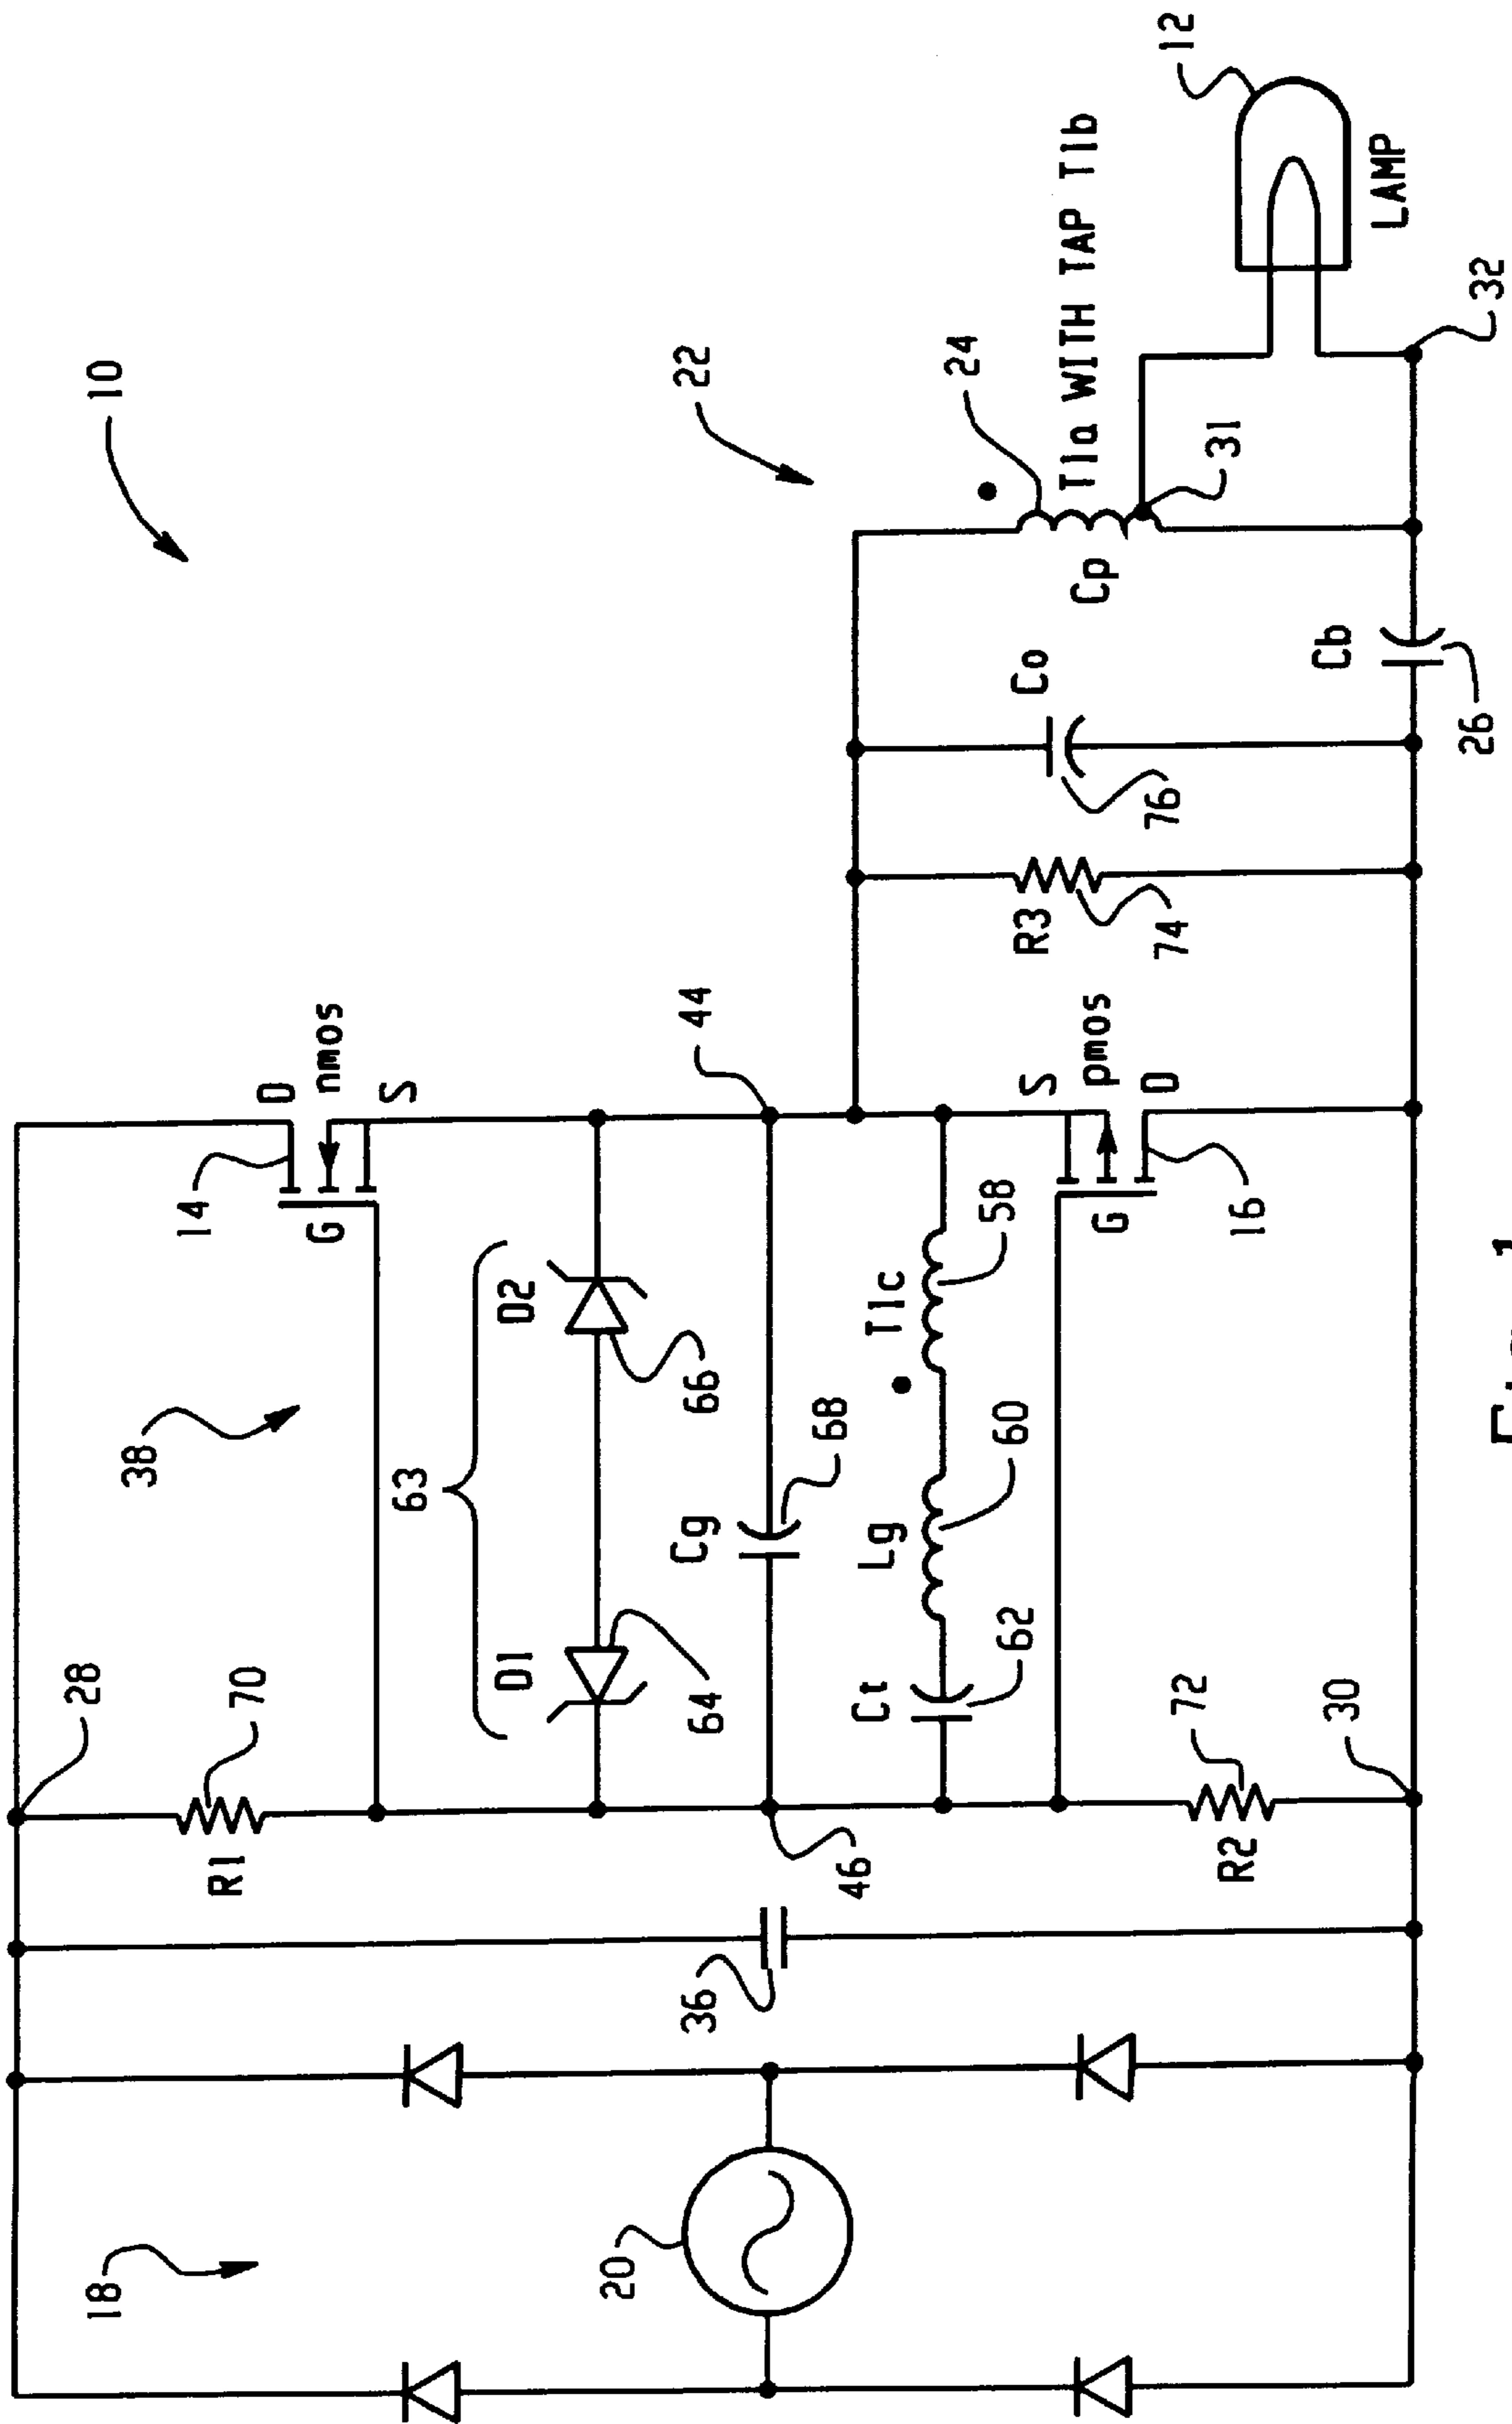 10
18
20
36
28
R1
70
38
14
D
nmos
G
S
63
D1
64
D2
66
44
46
Cg
68
Ct
62
Lg
60
T1c
58
S
pmos
G
D
16
R2
72
30
22
R3
74
Co
76
24
Cp
T1a WITH TAP T1b
31
Cb
26
12
LAMP
32